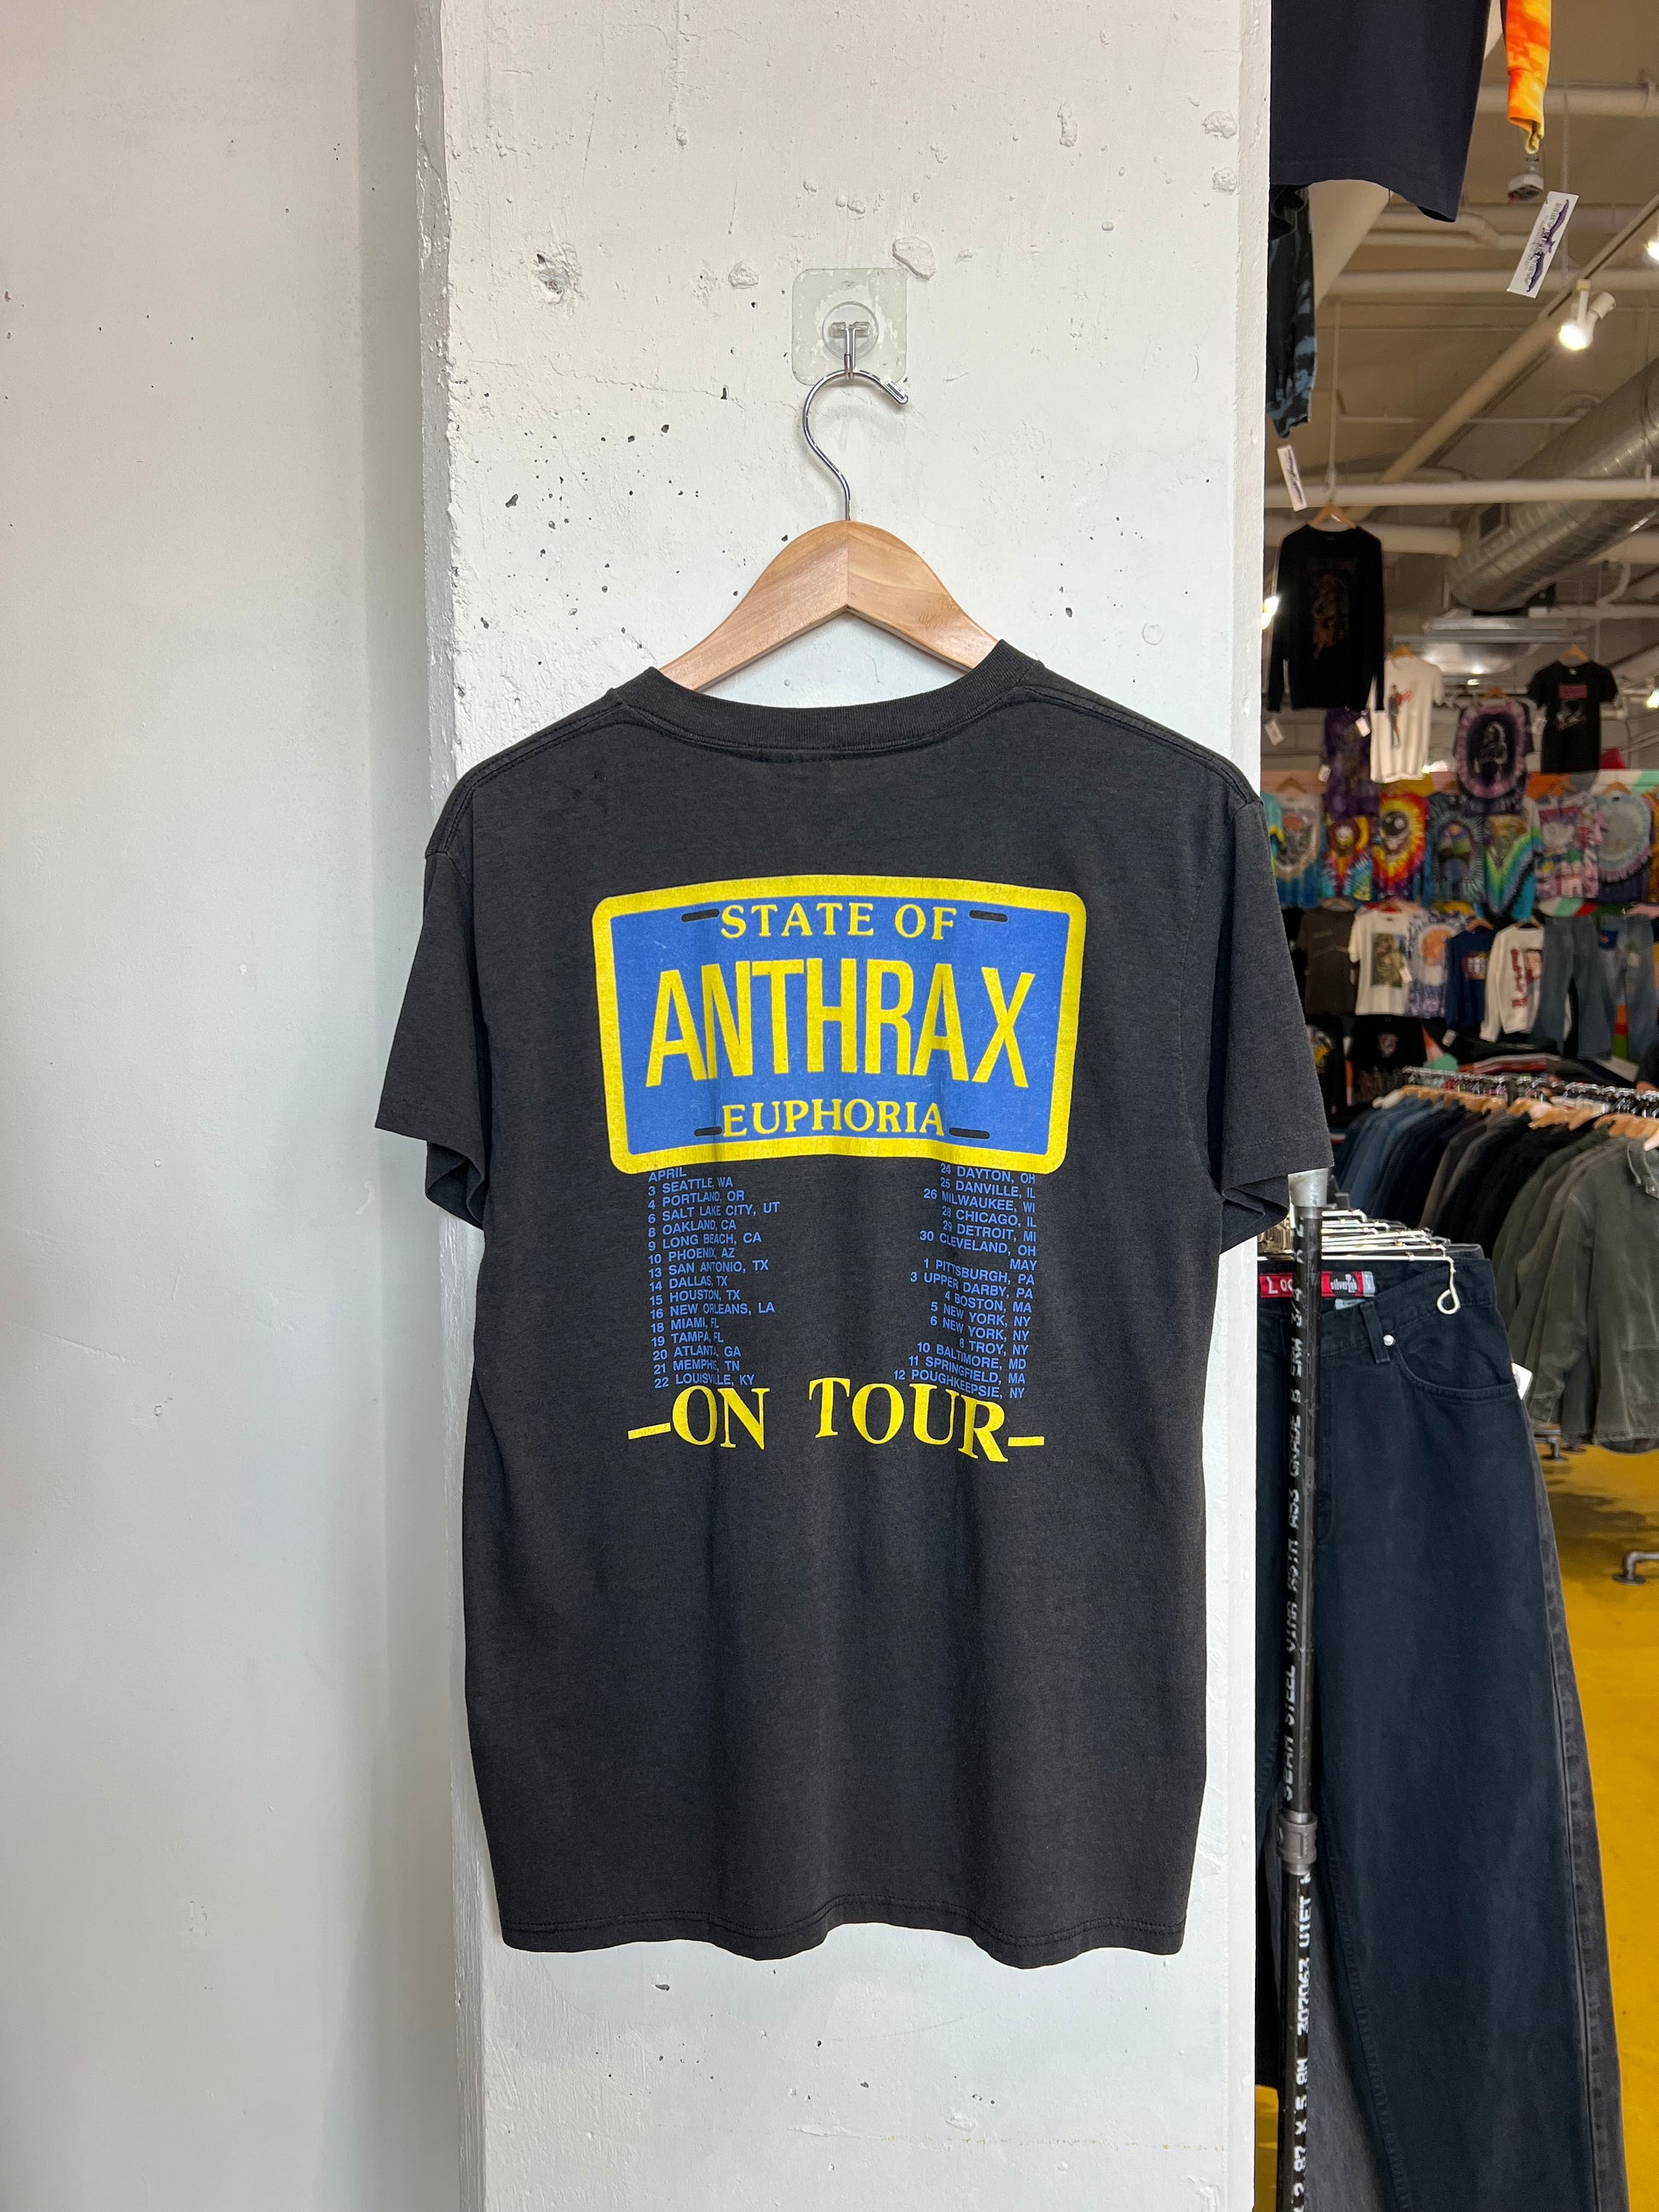 STATE OF
ANTHRAX
EUPHORIA
APRIL
3 SEATTLE, WA
4 PORTLAND, OR
6 SALT LAKE CITY, UT
8 OAKLAND, CA
9 LONG BEACH, CA
10 PHOENIX, AZ
13 SAN ANTONIO, TX
14 DALLAS, TX
15 HOUSTON, TX
16 NEW ORLEANS, LA
18 MIAMI, FL
19 TAMPA, FL
20 ATLANTA, GA
21 MEMPHIS, TN
22 LOUISVILLE, KY
24 DAYTON, OH
25 DANVILLE, IL
26 MILWAUKEE, WI
28 CHICAGO, IL
29 DETROIT, MI
30 CLEVELAND, OH
MAY
1 PITTSBURGH, PA
3 UPPER DARBY, PA
4 BOSTON, MA
5 NEW YORK, NY
6 NEW YORK, NY
8 TROY, NY
10 BALTIMORE, MD
11 SPRINGFIELD, MA
12 POUGHKEEPSIE, NY
-ON TOUR-
silvertab